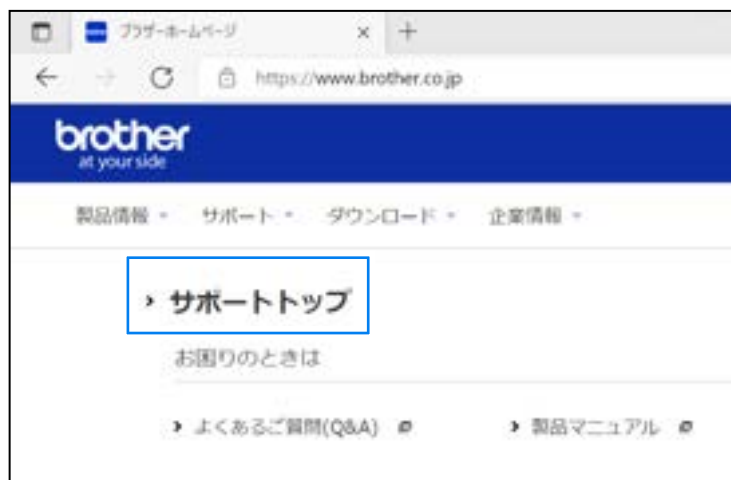 ブラザーホームページ
https://www.brother.co.jp
brother
at your side
製品情報 サポート ダウンロード 企業情報
サポートトップ
お困りのときは
よくあるご質問(Q&A) 製品マニュアル